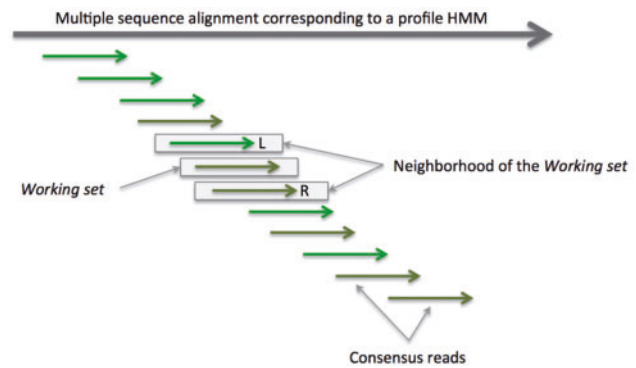 Multiple sequence alignment corresponding to a profile HMM
L
Neighborhood of the Working set
Working set
R
Consensus reads